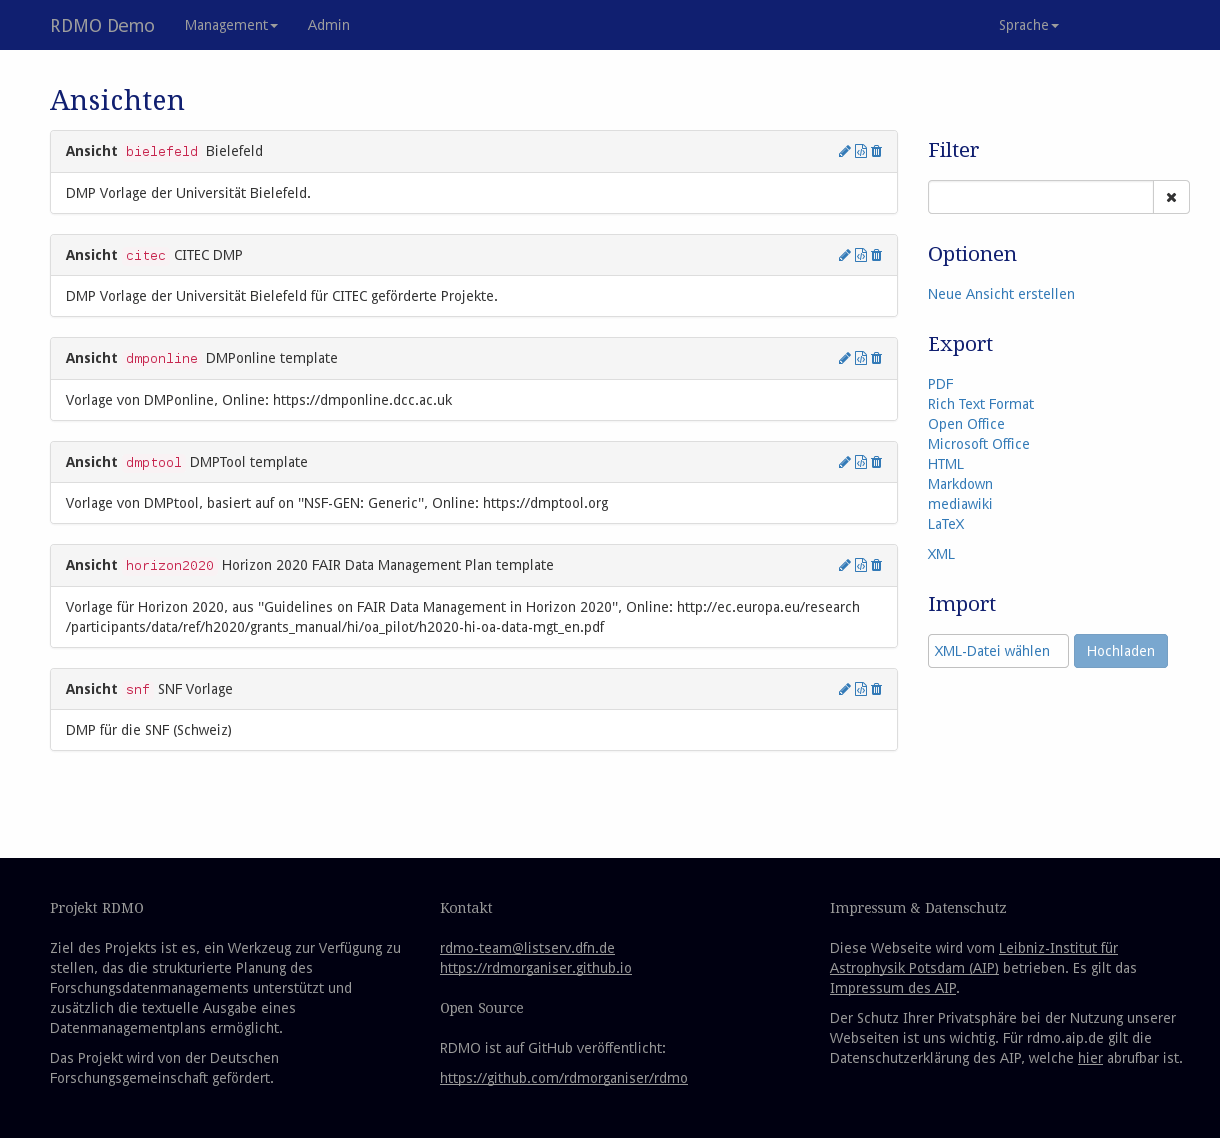 RDMO Demo Management Admin Sprache
Ansichten
Ansicht bielefeld Bielefeld
DMP Vorlage der Universität Bielefeld.
Ansicht citec CITEC DMP
DMP Vorlage der Universität Bielefeld für CITEC geförderte Projekte.
Ansicht dmponline DMPonline template
Vorlage von DMPonline, Online: https://dmponline.dcc.ac.uk
Ansicht dmptool DMPTool template
Vorlage von DMPtool, basiert auf on "NSF-GEN: Generic", Online: https://dmptool.org
Ansicht horizon2020 Horizon 2020 FAIR Data Management Plan template
Vorlage für Horizon 2020, aus "Guidelines on FAIR Data Management in Horizon 2020", Online: http://ec.europa.eu/research
/participants/data/ref/h2020/grants_manual/hi/oa_pilot/h2020-hi-oa-data-mgt_en.pdf
Ansicht snf SNF Vorlage
DMP für die SNF (Schweiz)
Filter
Optionen
Neue Ansicht erstellen
Export
PDF
Rich Text Format
Open Office
Microsoft Office
HTML
Markdown
mediawiki
LaTeX
XML
Import
XML-Datei wählen Hochladen
Projekt RDMO
Ziel des Projekts ist es, ein Werkzeug zur Verfügung zu
stellen, das die strukturierte Planung des
Forschungsdatenmanagements unterstützt und
zusätzlich die textuelle Ausgabe eines
Datenmanagementplans ermöglicht.
Das Projekt wird von der Deutschen
Forschungsgemeinschaft gefördert.
Kontakt
rdmo-team@listserv.dfn.de
https://rdmorganiser.github.io
Open Source
RDMO ist auf GitHub veröffentlicht:
https://github.com/rdmorganiser/rdmo
Impressum & Datenschutz
Diese Webseite wird vom Leibniz-Institut für
Astrophysik Potsdam (AIP) betrieben. Es gilt das
Impressum des AIP.
Der Schutz Ihrer Privatsphäre bei der Nutzung unserer
Webseiten ist uns wichtig. Für rdmo.aip.de gilt die
Datenschutzerklärung des AIP, welche hier abrufbar ist.